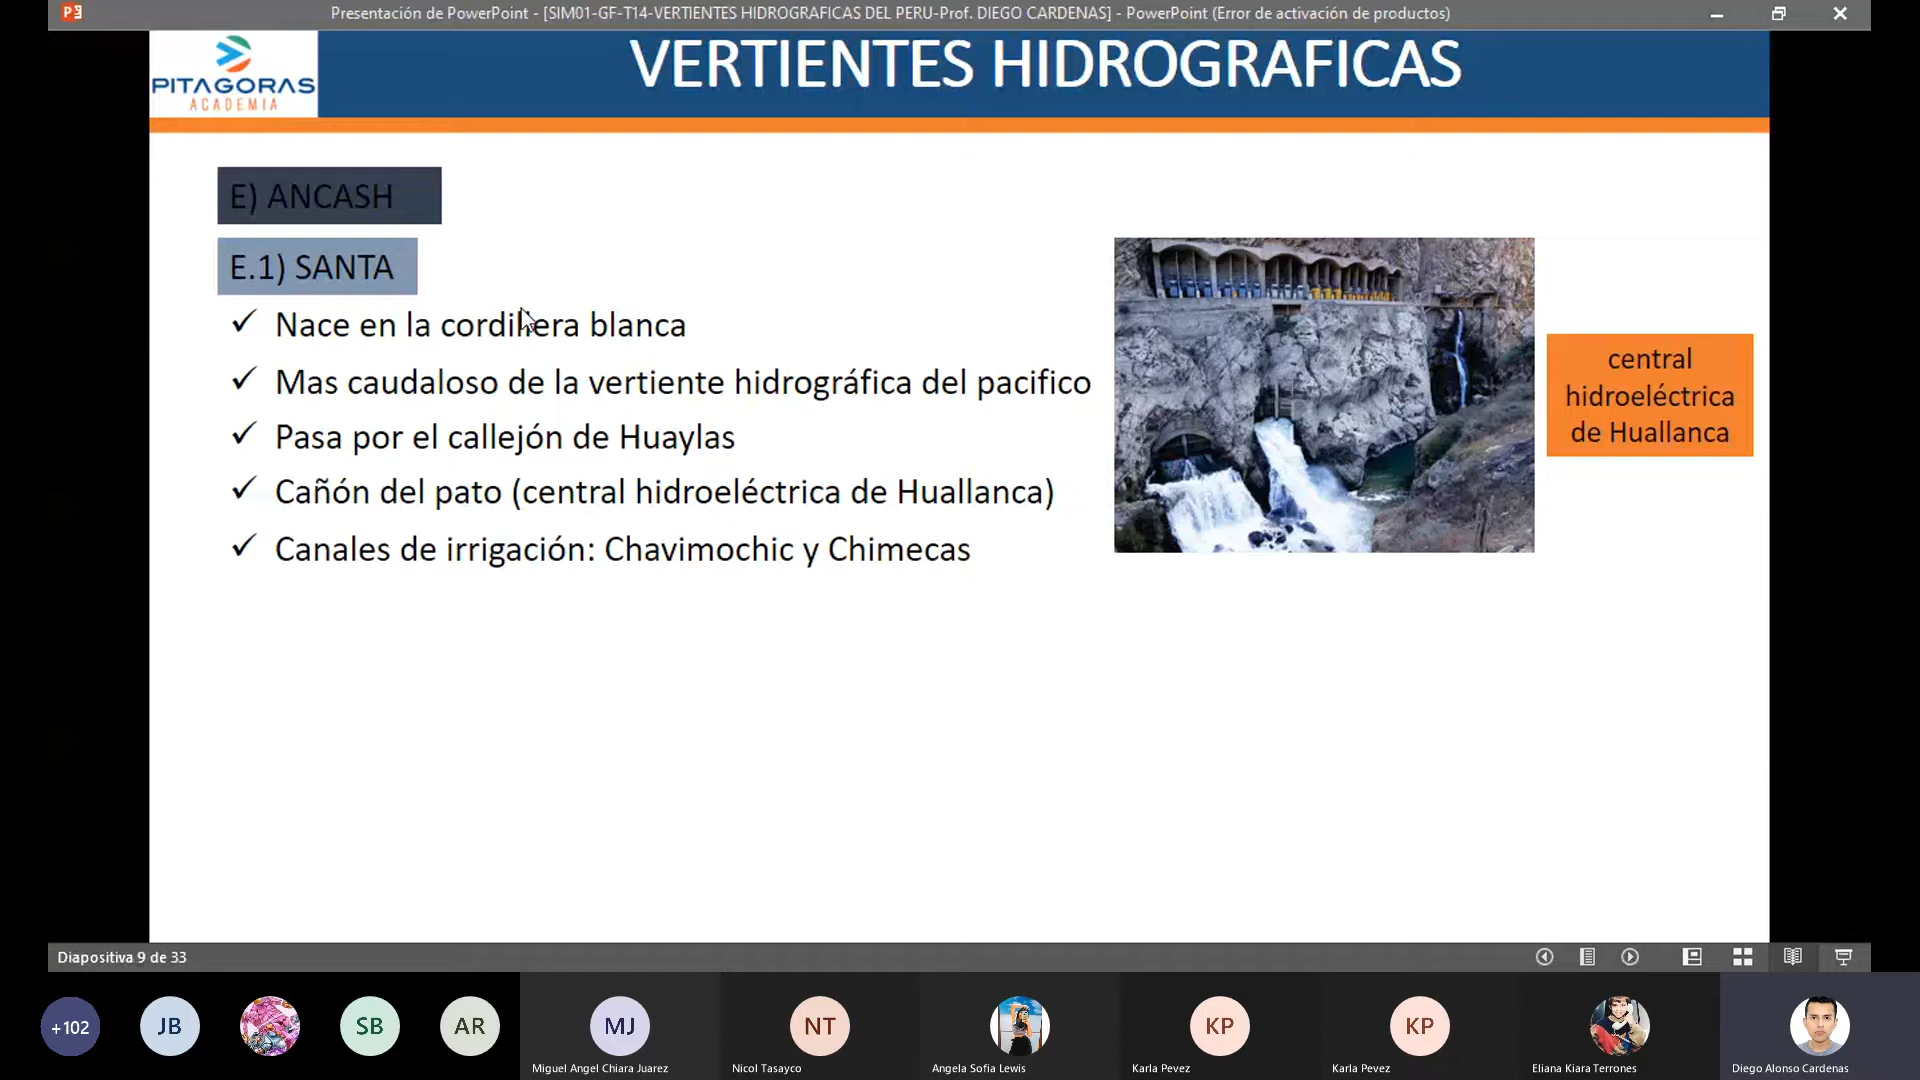 Presentación de PowerPoint - [SIM01-GF-T14-VERTIENTES HIDROGRAFICAS DEL PERU-Prof. DIEGO CARDENAS] - PowerPoint (Error de activación de productos)
PITAGORAS
ACADEMIA
VERTIENTES HIDROGRAFICAS
E) ANCASH
E.1) SANTA
✓ Nace en la cordillera blanca
✓ Mas caudaloso de la vertiente hidrográfica del pacifico
✓ Pasa por el callejón de Huaylas
✓ Cañón del pato (central hidroeléctrica de Huallanca)
✓ Canales de irrigación: Chavimochic y Chimecas
central
hidroeléctrica
de Huallanca
Diapositiva 9 de 33
+102
JB
SB
AR
MJ
NT
KP
KP
Miguel Angel Chiara Juarez
Nicol Tasayco
Angela Sofia Lewis
Karla Pevez
Karla Pevez
Eliana Kiara Terrones
Diego Alonso Cardenas